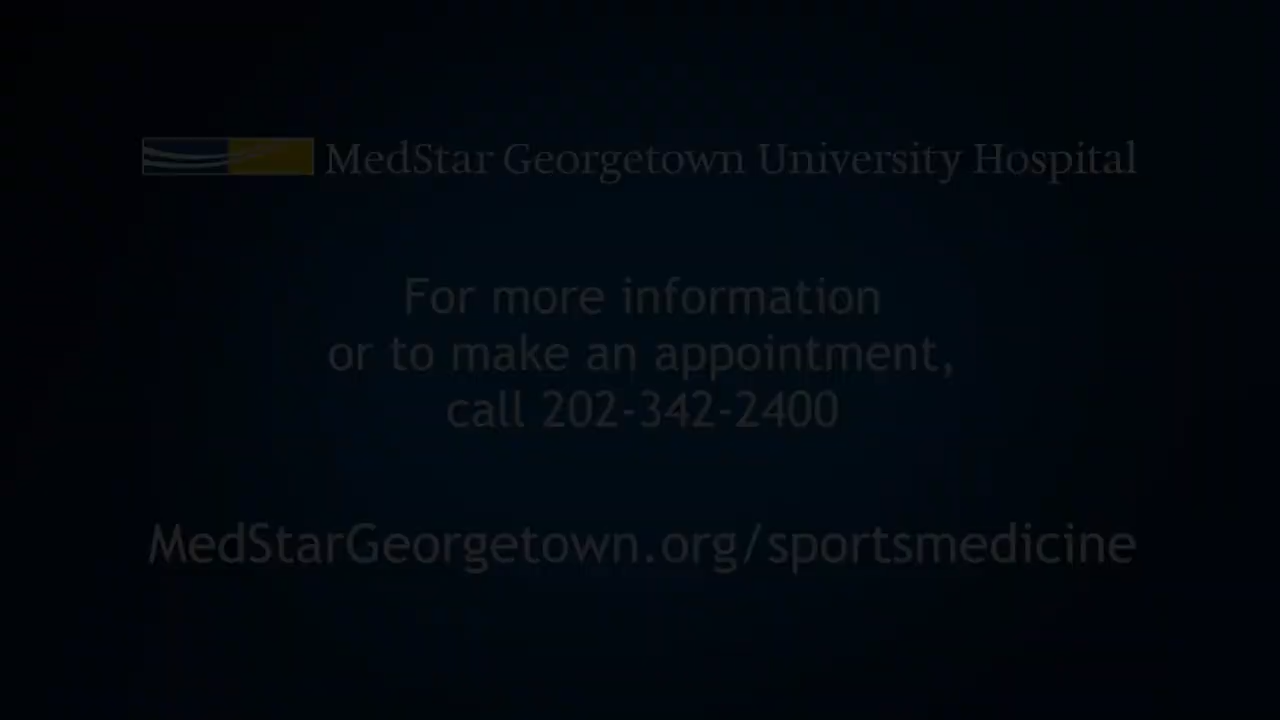 MedStar Georgetown University Hospital
For more information
or to make an appointment,
call 202-342-2400
MedStarGeorgetown.org/sportsmedicine